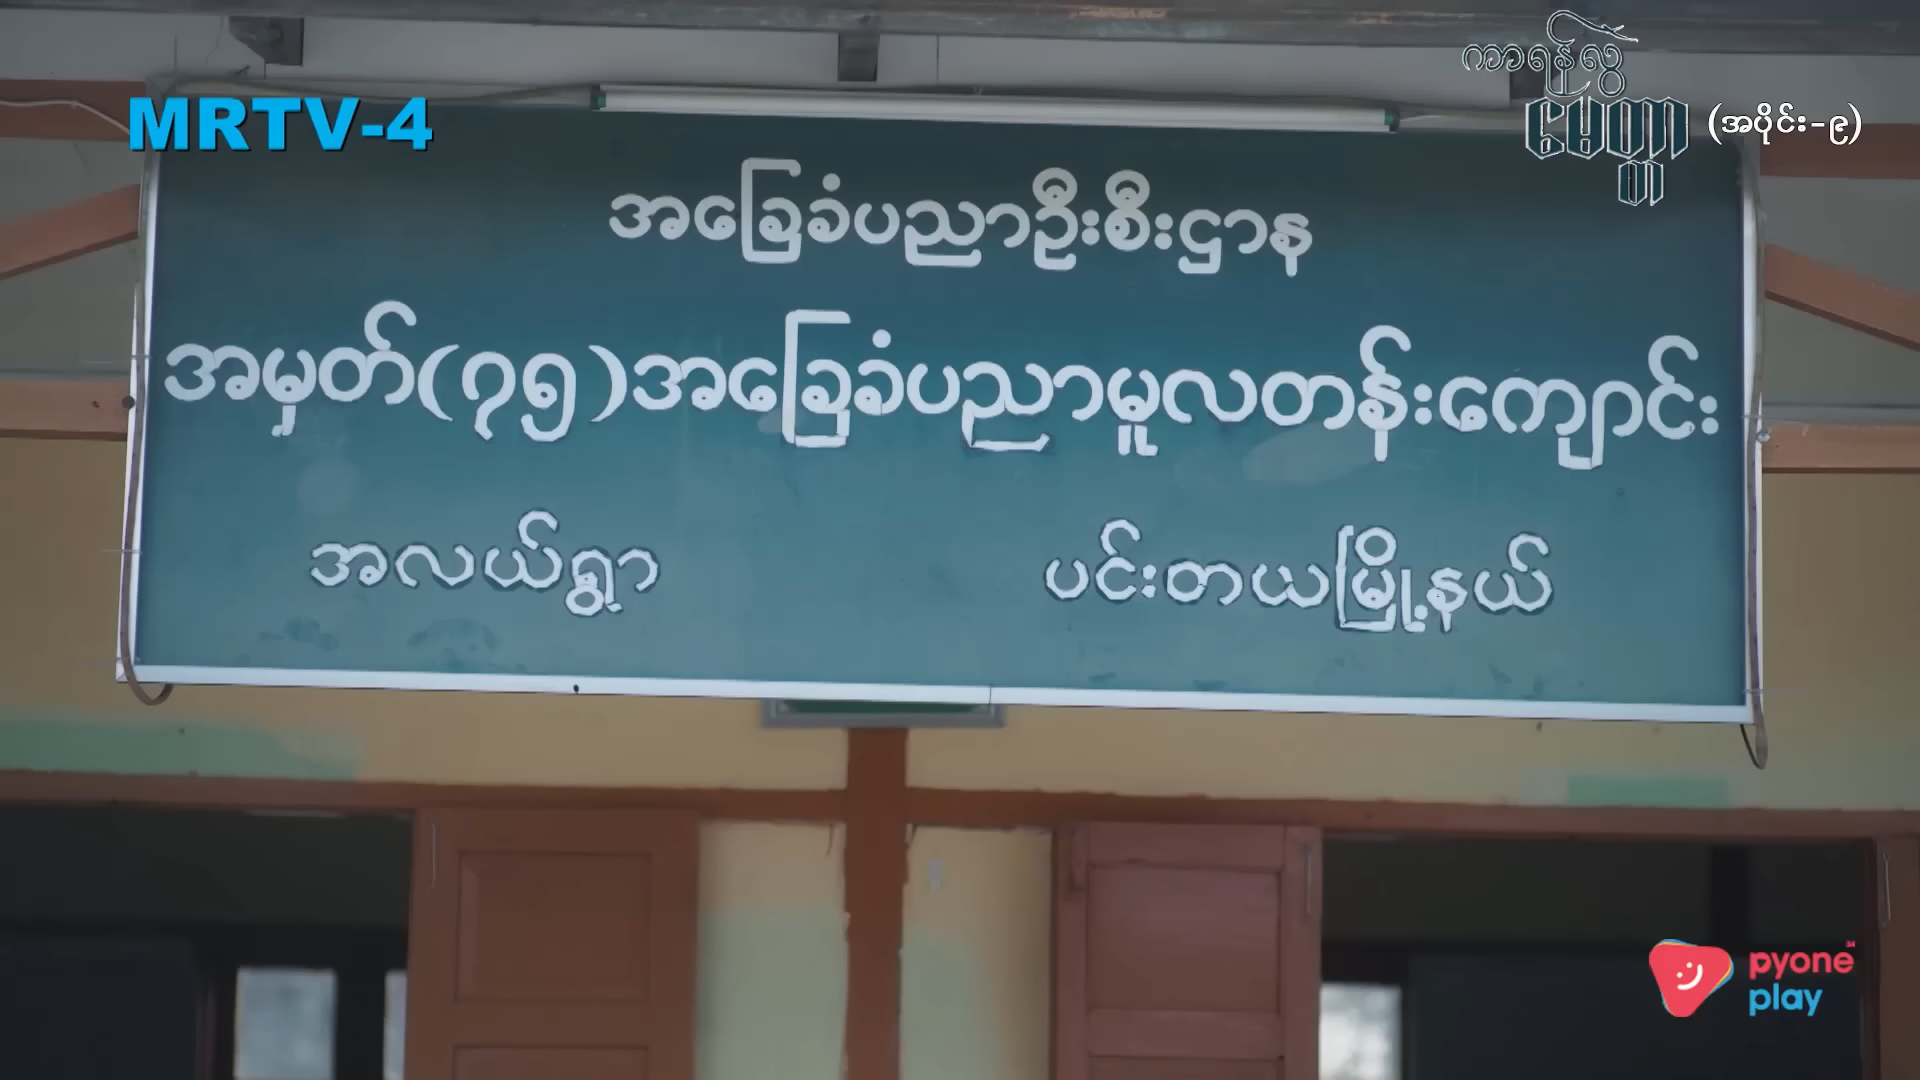 MRTV-4
ကာရန်လွဲ
မေတ္တာ
(အပိုင်း-၉)
အခြေခံပညာဦးစီးဌာန
အမှတ်(၇၅)အခြေခံပညာမူလတန်းကျောင်း
အလယ်ရွာ ပင်းတယမြို့နယ်
pyone
play